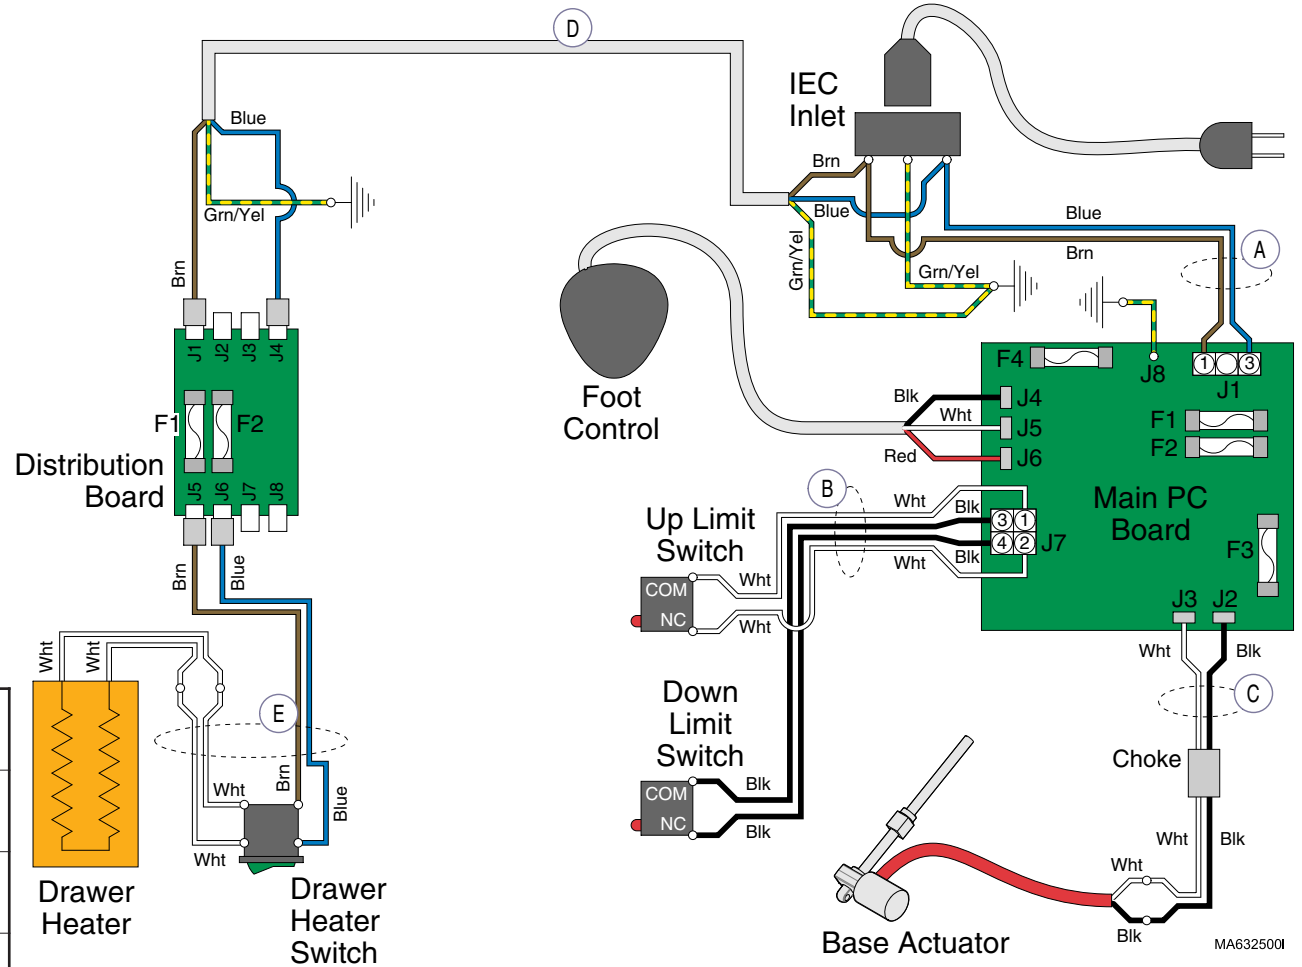 D
IEC
Inlet
Blue
Brn
Blue
Grn/Yel
Grn/Yel
Blue
Brn
A
Grn/Yel
Brn
J1
J2
J3
J4
F1
F2
Distribution
Board
J5
J6
J7
J8
Brn
Blue
Foot
Control
Blk
Wht
Red
F4
J8
1
3
J1
J4
J5
J6
F1
F2
Main PC
Board
F3
J7
3
1
4
2
J3
J2
B
Wht
Blk
Blk
Wht
Up Limit
Switch
COM
NC
Wht
Wht
Down
Limit
Switch
COM
NC
Blk
Blk
Wht
Blk
C
Choke
Wht
Blk
Wht
Blk
Base Actuator
Wht
Wht
E
Wht
Brn
Blue
Wht
Drawer
Heater
Drawer
Heater
Switch
MA632500I